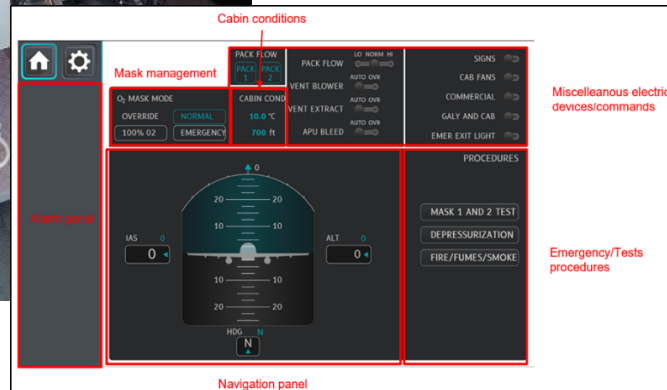 Cabin conditions
Mask management
PACK FLOW
PACK 1
PACK 2
PACK FLOW
LO NORM HI
VENT BLOWER
AUTO OVR
VENT EXTRACT
AUTO OVR
APU BLEED
AUTO OVR
SIGNS
CAB FANS
COMMERCIAL
GALY AND CAB
EMER EXIT LIGHT
Miscelleanous electric
devices/commands
O₂ MASK MODE
OVERRIDE
NORMAL
100% O2
EMERGENCY
CABIN COND
10.0 °C
700 ft
Alarm panel
0
20
20
10
10
10
10
20
20
IAS 0
0
ALT 0
0
HDG N
N
PROCEDURES
MASK 1 AND 2 TEST
DEPRESSURIZATION
FIRE/FUMES/SMOKE
Emergency/Tests
procedures
Navigation panel